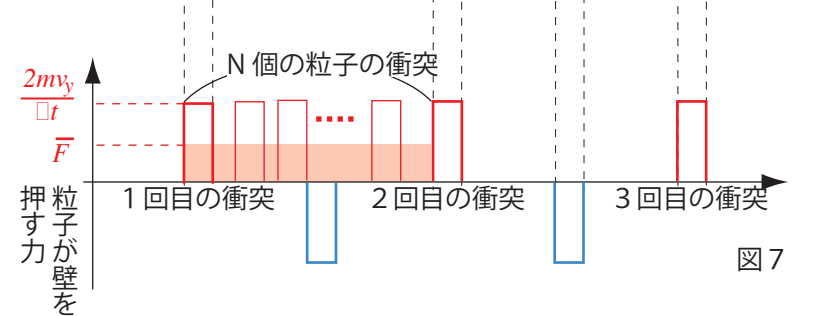 N 個の粒子の衝突
2mv_y
□t
F̅
1回目の衝突
2回目の衝突
3回目の衝突
粒子が壁を
押す力
図7